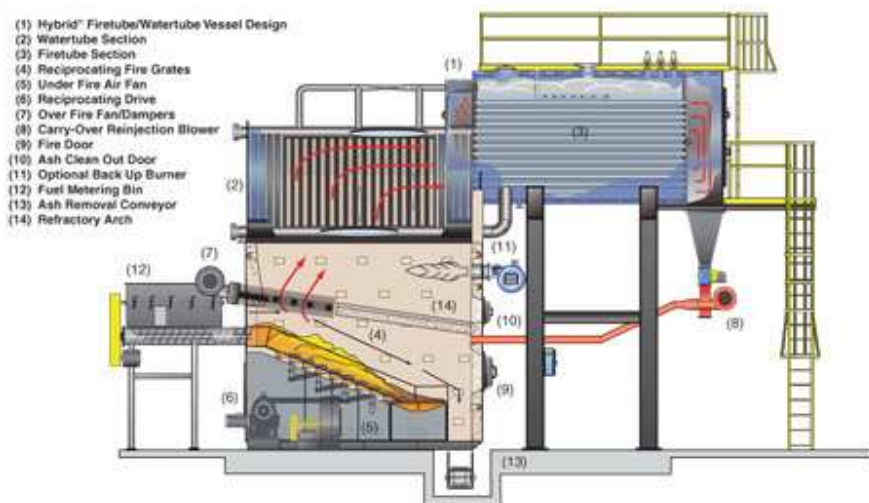 (1) Hybrid™ Firetube/Watertube Vessel Design
(2) Watertube Section
(3) Firetube Section
(4) Reciprocating Fire Grates
(5) Under Fire Air Fan
(6) Reciprocating Drive
(7) Over Fire Fan/Dampers
(8) Carry-Over Reinjection Blower
(9) Fire Door
(10) Ash Clean Out Door
(11) Optional Back Up Burner
(12) Fuel Metering Bin
(13) Ash Removal Conveyor
(14) Refractory Arch
(1)
(3)
(2)
(11)
(7)
(12)
(14)
(10)
(8)
(4)
(9)
(6)
(5)
(13)